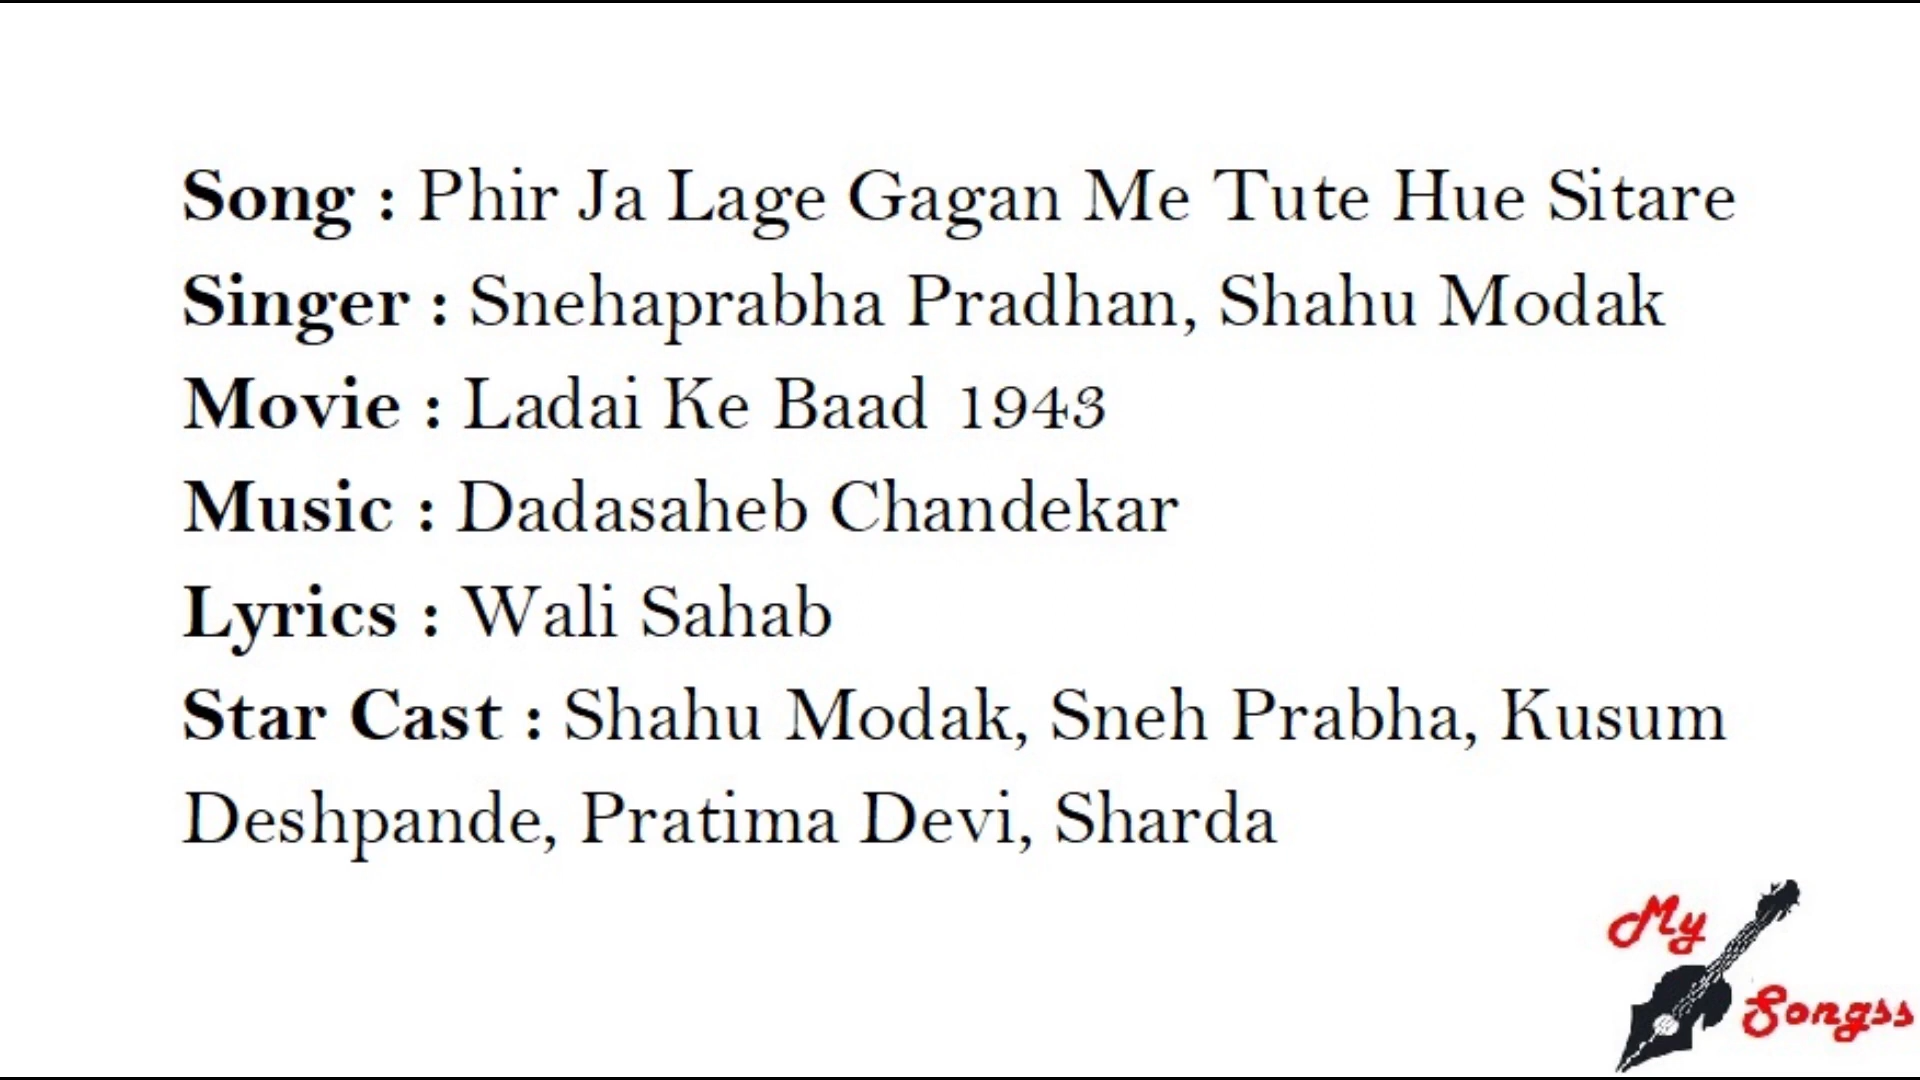 Song : Phir Ja Lage Gagan Me Tute Hue Sitare
Singer : Snehaprabha Pradhan, Shahu Modak
Movie : Ladai Ke Baad 1943
Music : Dadasaheb Chandekar
Lyrics : Wali Sahab
Star Cast : Shahu Modak, Sneh Prabha, Kusum
Deshpande, Pratima Devi, Sharda
My
Songss